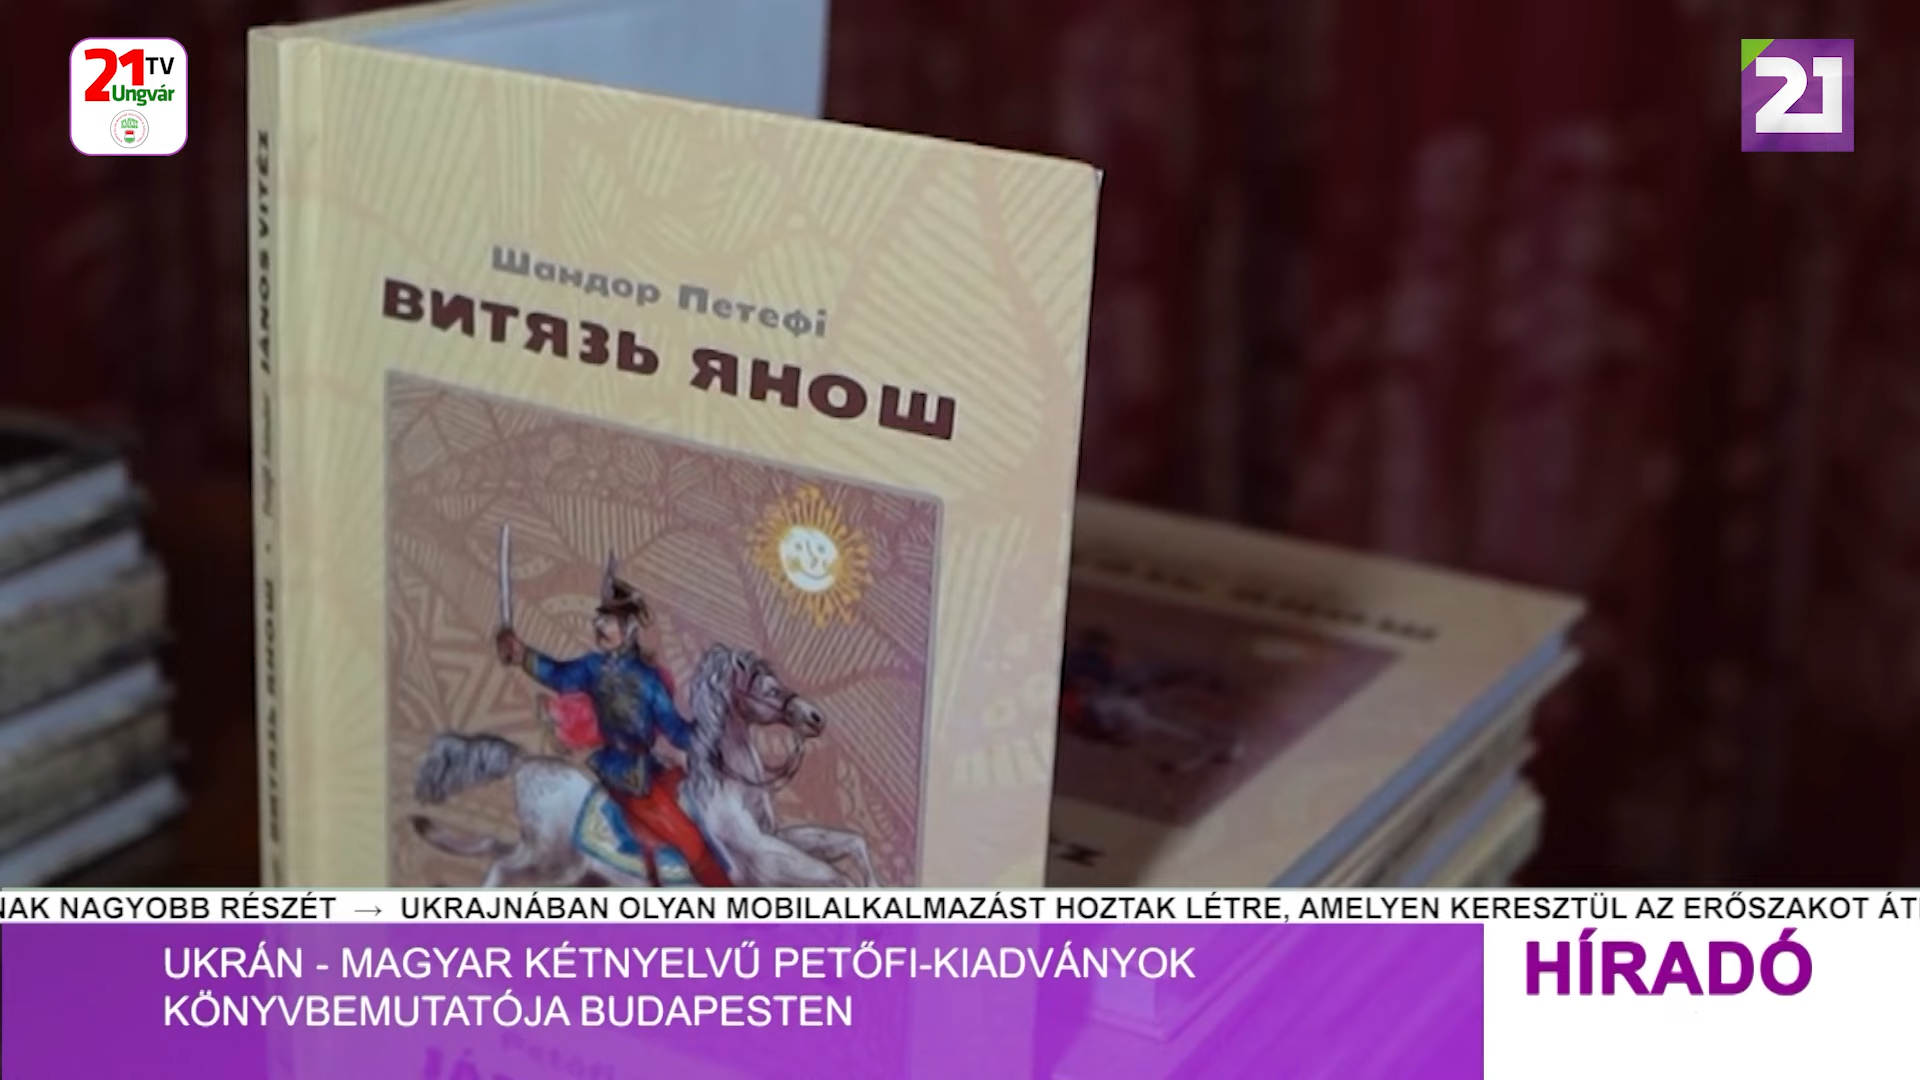 21 TV
Ungvár
21
Шандор Петефі
ВИТЯЗЬ ЯНОШ
JÁNOS VITÉZ
ВИТЯЗЬ ЯНОШ
NAK NAGYOBB RÉSZÉT → UKRAJNÁBAN OLYAN MOBILALKALMAZÁST HOZTAK LÉTRE, AMELYEN KERESZTÜL AZ ERŐSZAKOT ÁT
UKRÁN - MAGYAR KÉTNYELVŰ PETŐFI-KIADVÁNYOK
KÖNYVBEMUTATÓJA BUDAPESTEN
HÍRADÓ